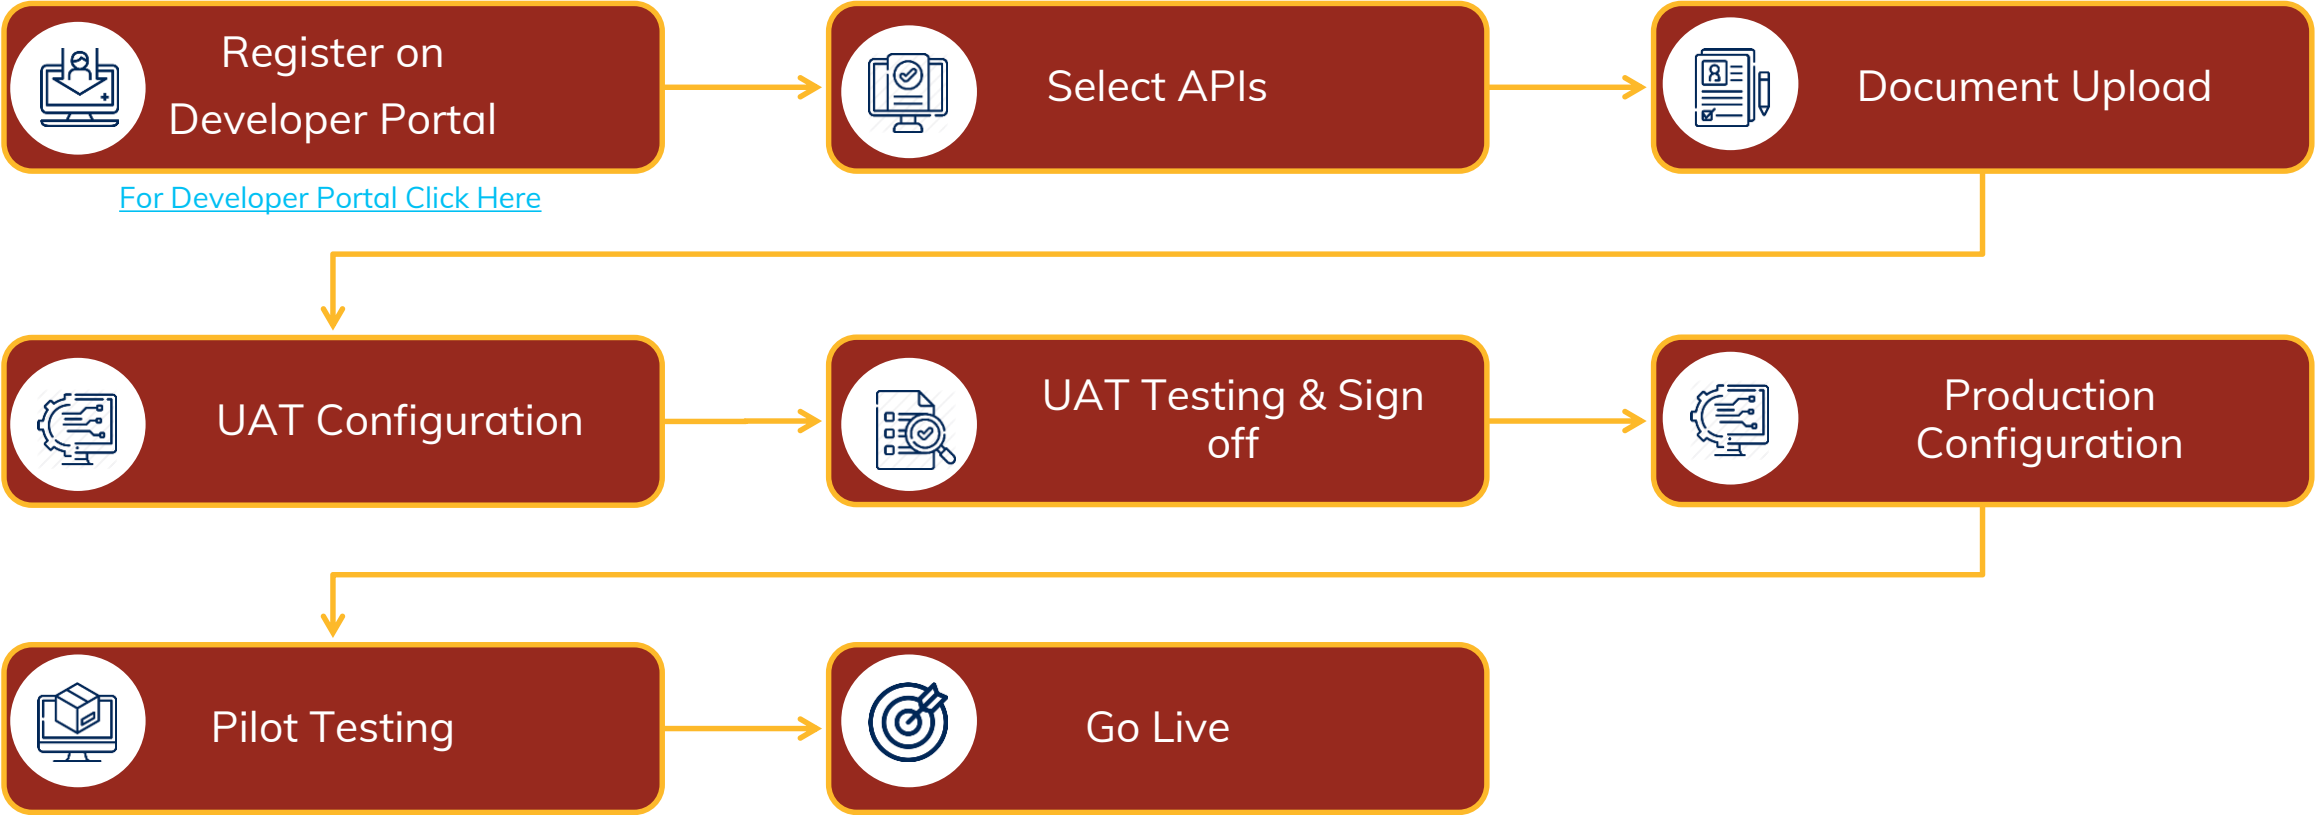 Register on
Developer Portal
Select APIs
Document Upload
For Developer Portal Click Here
UAT Configuration
UAT Testing & Sign
off
Production
Configuration
Pilot Testing
Go Live